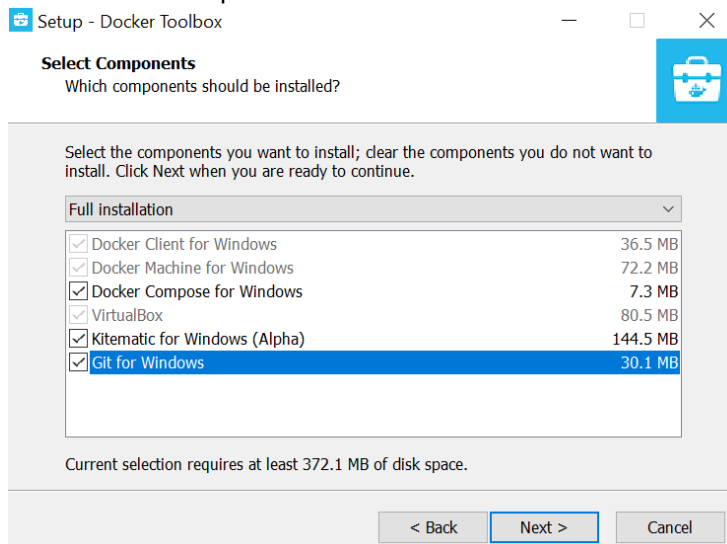 Setup - Docker Toolbox
Select Components
Which components should be installed?
Select the components you want to install; clear the components you do not want to
install. Click Next when you are ready to continue.
Full installation
Docker Client for Windows 36.5 MB
Docker Machine for Windows 72.2 MB
Docker Compose for Windows 7.3 MB
VirtualBox 80.5 MB
Kitematic for Windows (Alpha) 144.5 MB
Git for Windows 30.1 MB
Current selection requires at least 372.1 MB of disk space.
< Back Next > Cancel